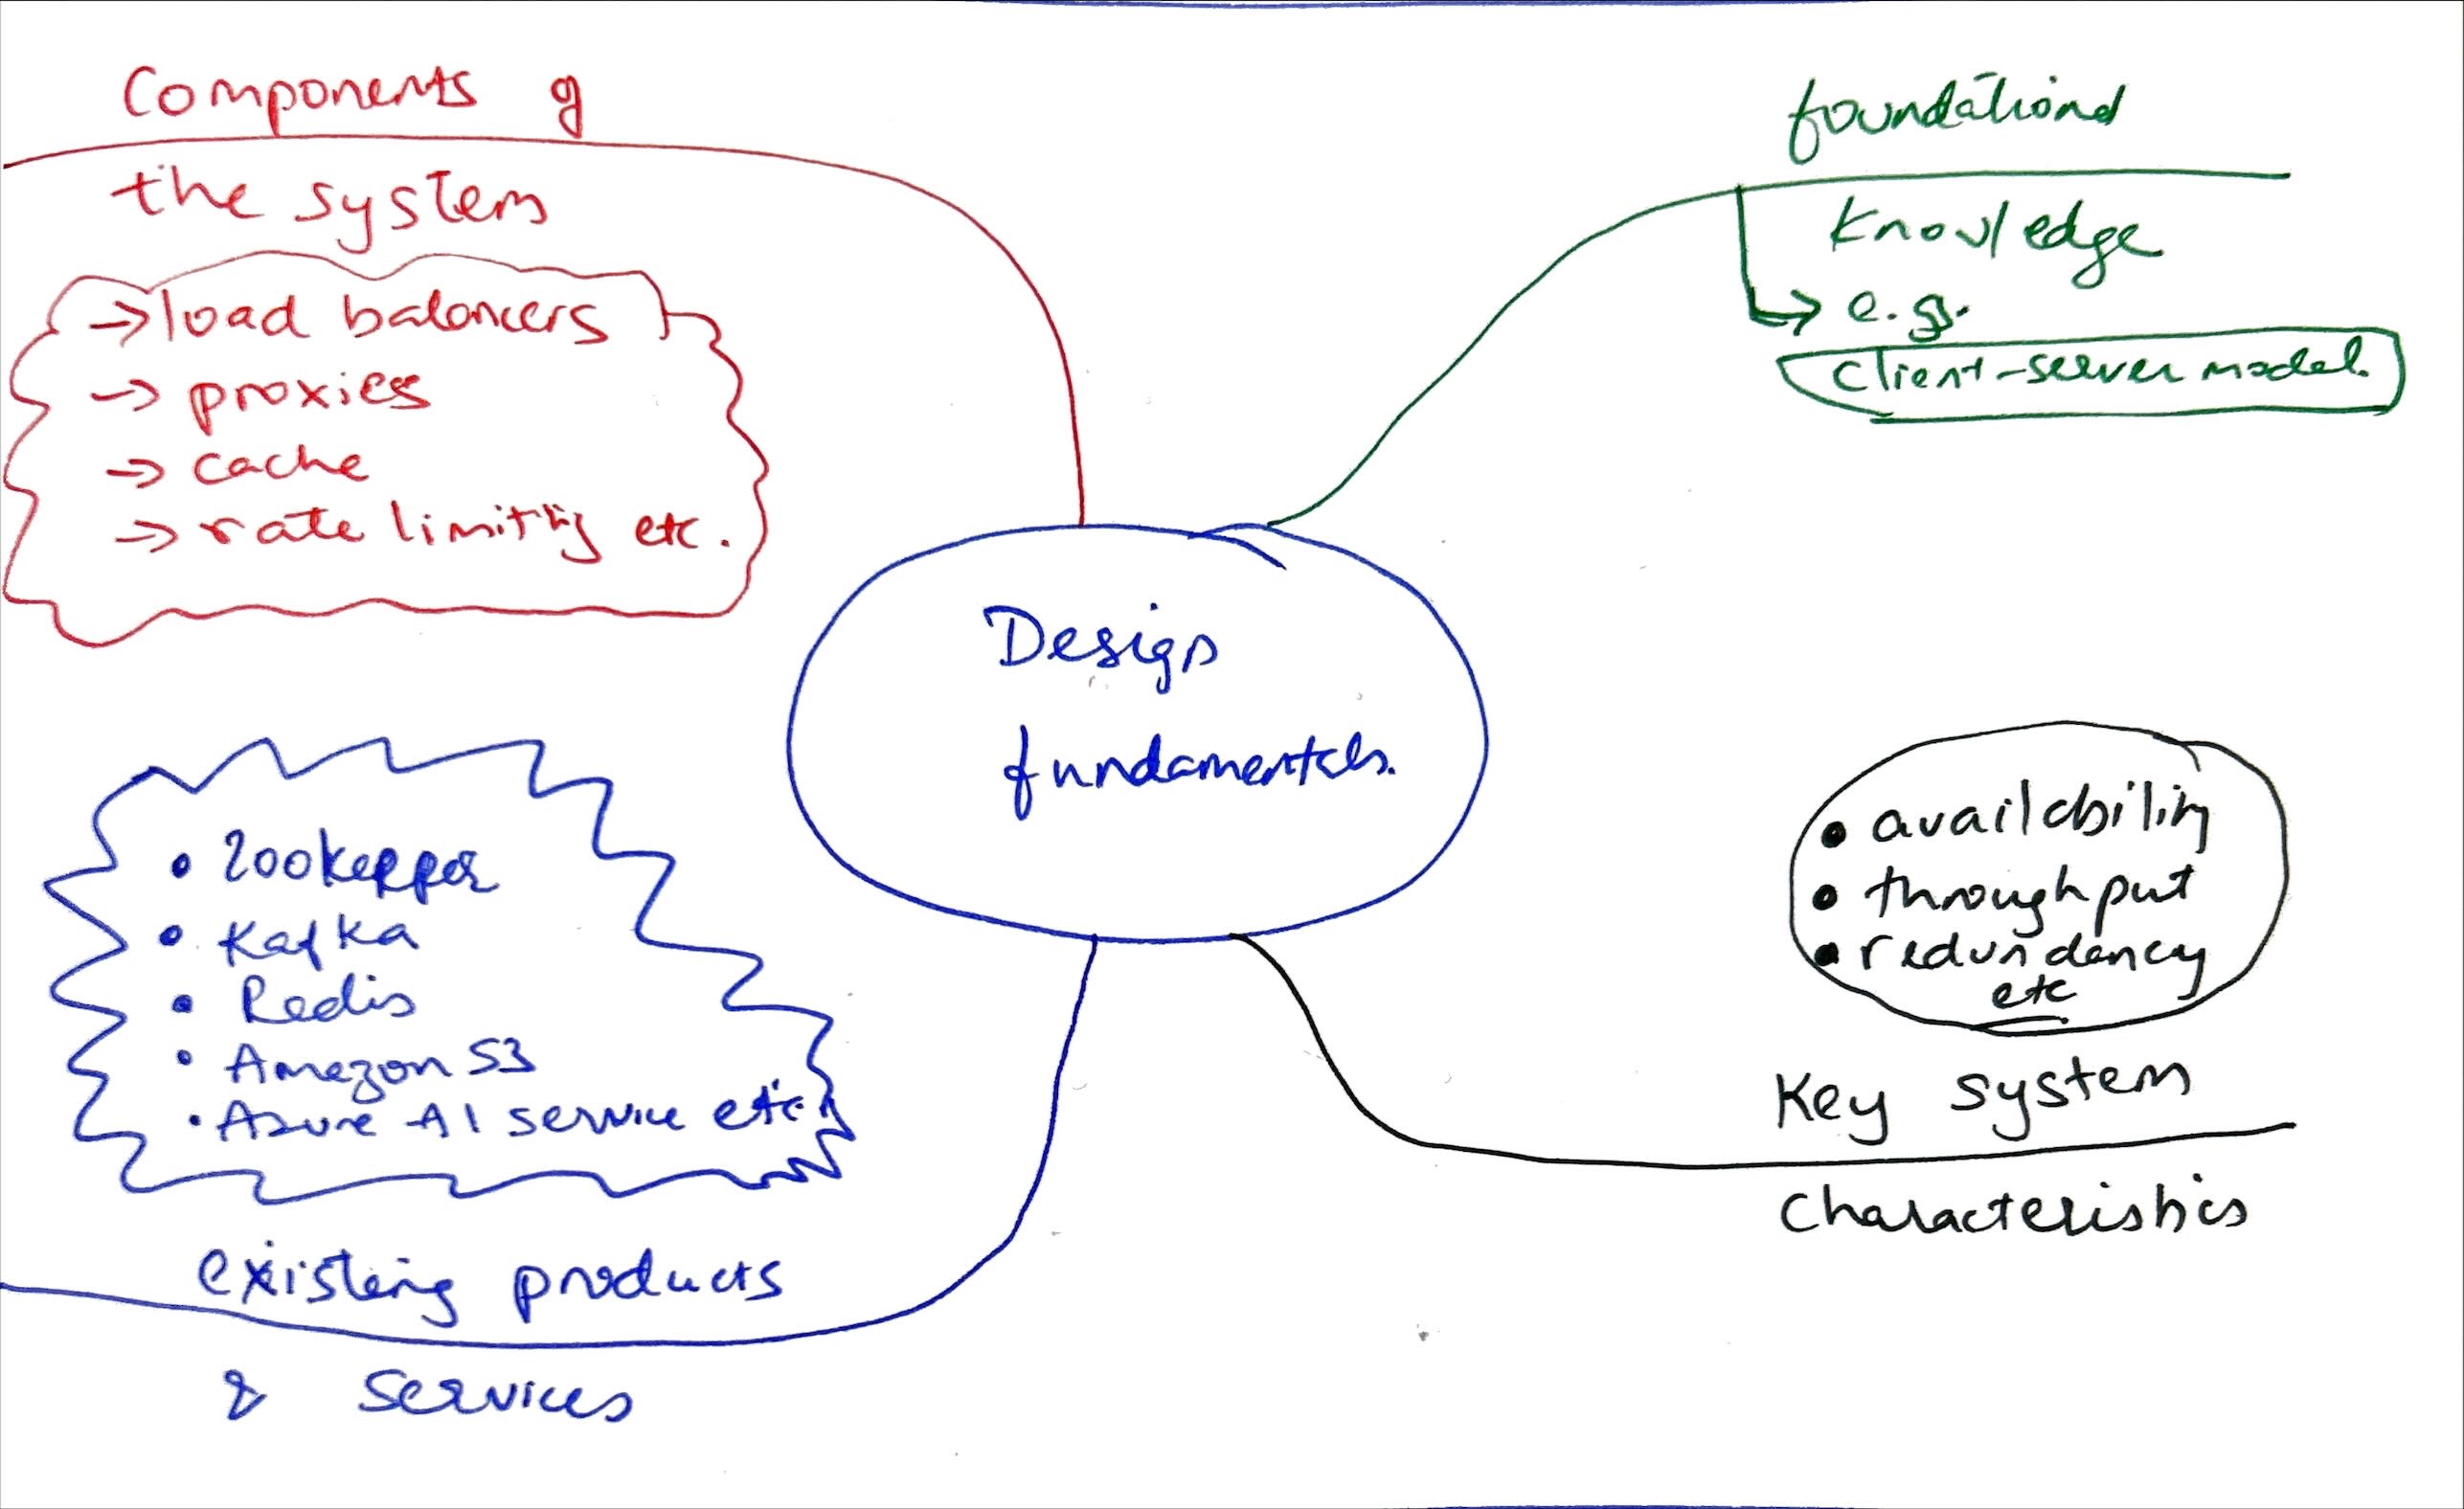 Components of
the system
→ load balancers
→ proxies
→ cache
→ rate limiting etc.
foundational
Knowledge
↳ e.g.
Client-server model.
Design
fundamentals.
• Zookepper
• Kafka
• Redis
• Amazon S3
• Azure AI service etc.
existing products
& services
• availability
• throughput
• redundancy
etc
Key system
Characteristics